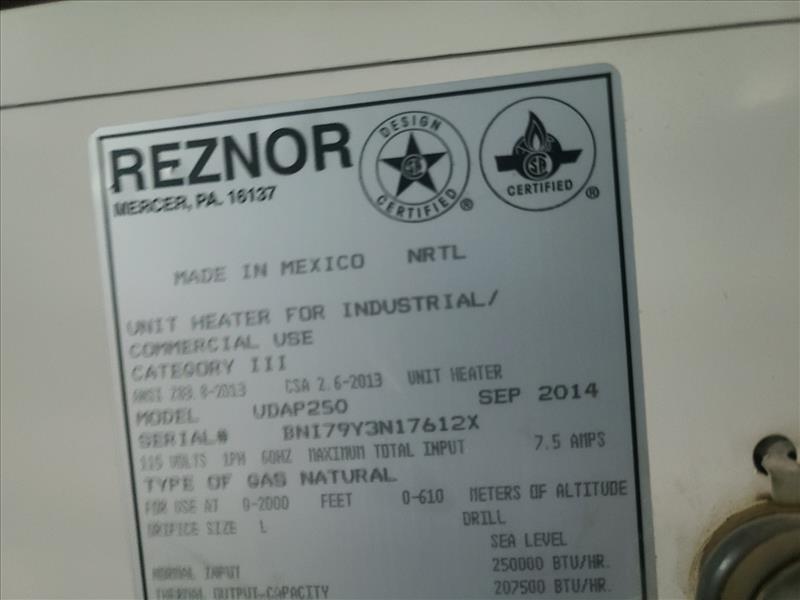 REZNOR
MERCER, PA. 16137
DESIGN CERTIFIED ®
SA CERTIFIED ®
MADE IN MEXICO NRTL
UNIT HEATER FOR INDUSTRIAL/
COMMERCIAL USE
CATEGORY III
ANSI Z83.8-2013 CSA 2.6-2013 UNIT HEATER
MODEL UDAP250 SEP 2014
SERIAL# BNI79Y3N17612X
115 VOLTS 1PH 60HZ MAXIMUM TOTAL INPUT 7.5 AMPS
TYPE OF GAS NATURAL
FOR USE AT 0-2000 FEET 0-610 METERS OF ALTITUDE
ORIFICE SIZE L DRILL
SEA LEVEL
NORMAL INPUT 250000 BTU/HR.
THERMAL OUTPUT-CAPACITY 207500 BTU/HR.